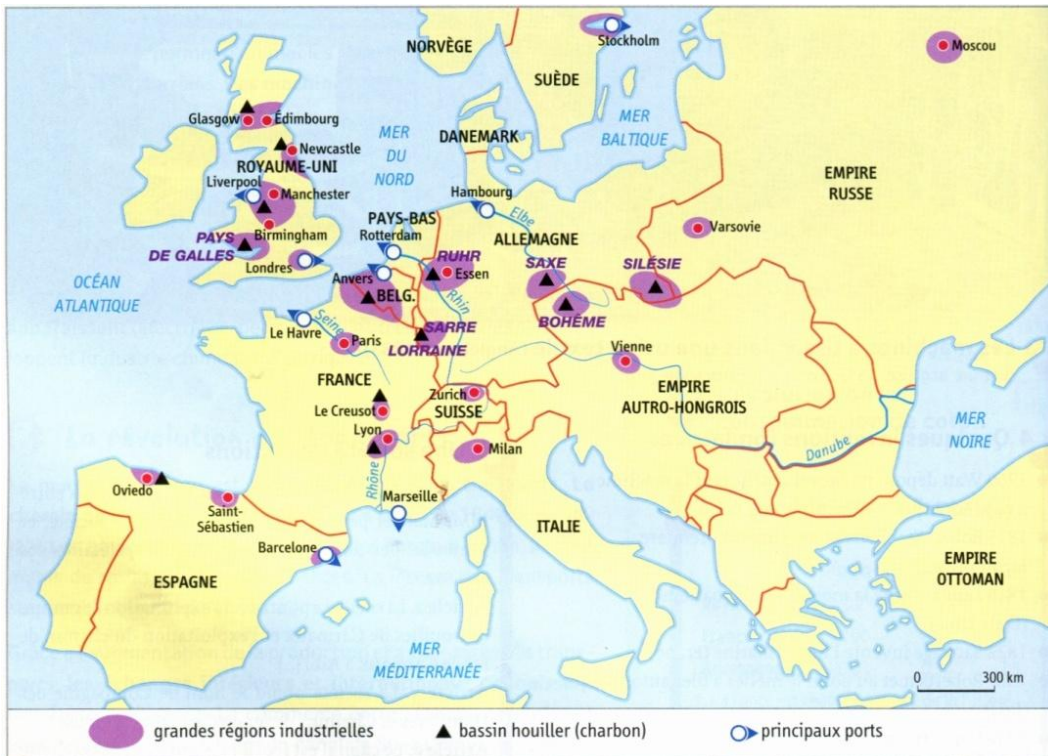 NORVÈGE
Stockholm
SUÈDE
Moscou
Glasgow
Édimbourg
MER
DU
NORD
DANEMARK
MER
BALTIQUE
Newcastle
ROYAUME-UNI
EMPIRE
RUSSE
Liverpool
Manchester
Hambourg
Elbe
PAYS-BAS
Rotterdam
Varsovie
Birmingham
PAYS
DE GALLES
ALLEMAGNE
Londres
RUHR
Essen
SAXE
SILÉSIE
Anvers
BELG.
Rhin
OCÉAN
ATLANTIQUE
BOHÊME
Le Havre
Seine
Paris
SARRE
LORRAINE
Vienne
FRANCE
Zurich
SUISSE
EMPIRE
AUTRO-HONGROIS
Le Creusot
Lyon
MER
NOIRE
Milan
Danube
Rhône
Oviedo
Saint-
Sébastien
Marseille
ITALIE
Barcelone
ESPAGNE
EMPIRE
OTTOMAN
MER
MÉDITERRANÉE
0 300 km
grandes régions industrielles
bassin houiller (charbon)
principaux ports